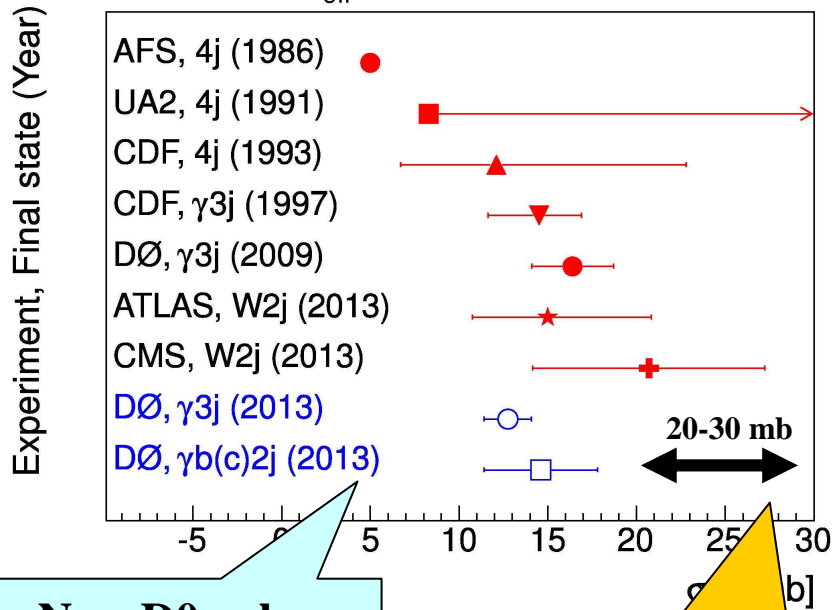 Experiment, Final state (Year)
AFS, 4j (1986)
UA2, 4j (1991)
CDF, 4j (1993)
CDF, γ3j (1997)
DØ, γ3j (2009)
ATLAS, W2j (2013)
CMS, W2j (2013)
DØ, γ3j (2013)
DØ, γb(c)2j (2013)
20-30 mb
-5 0 5 10 15 20 25 30
b]